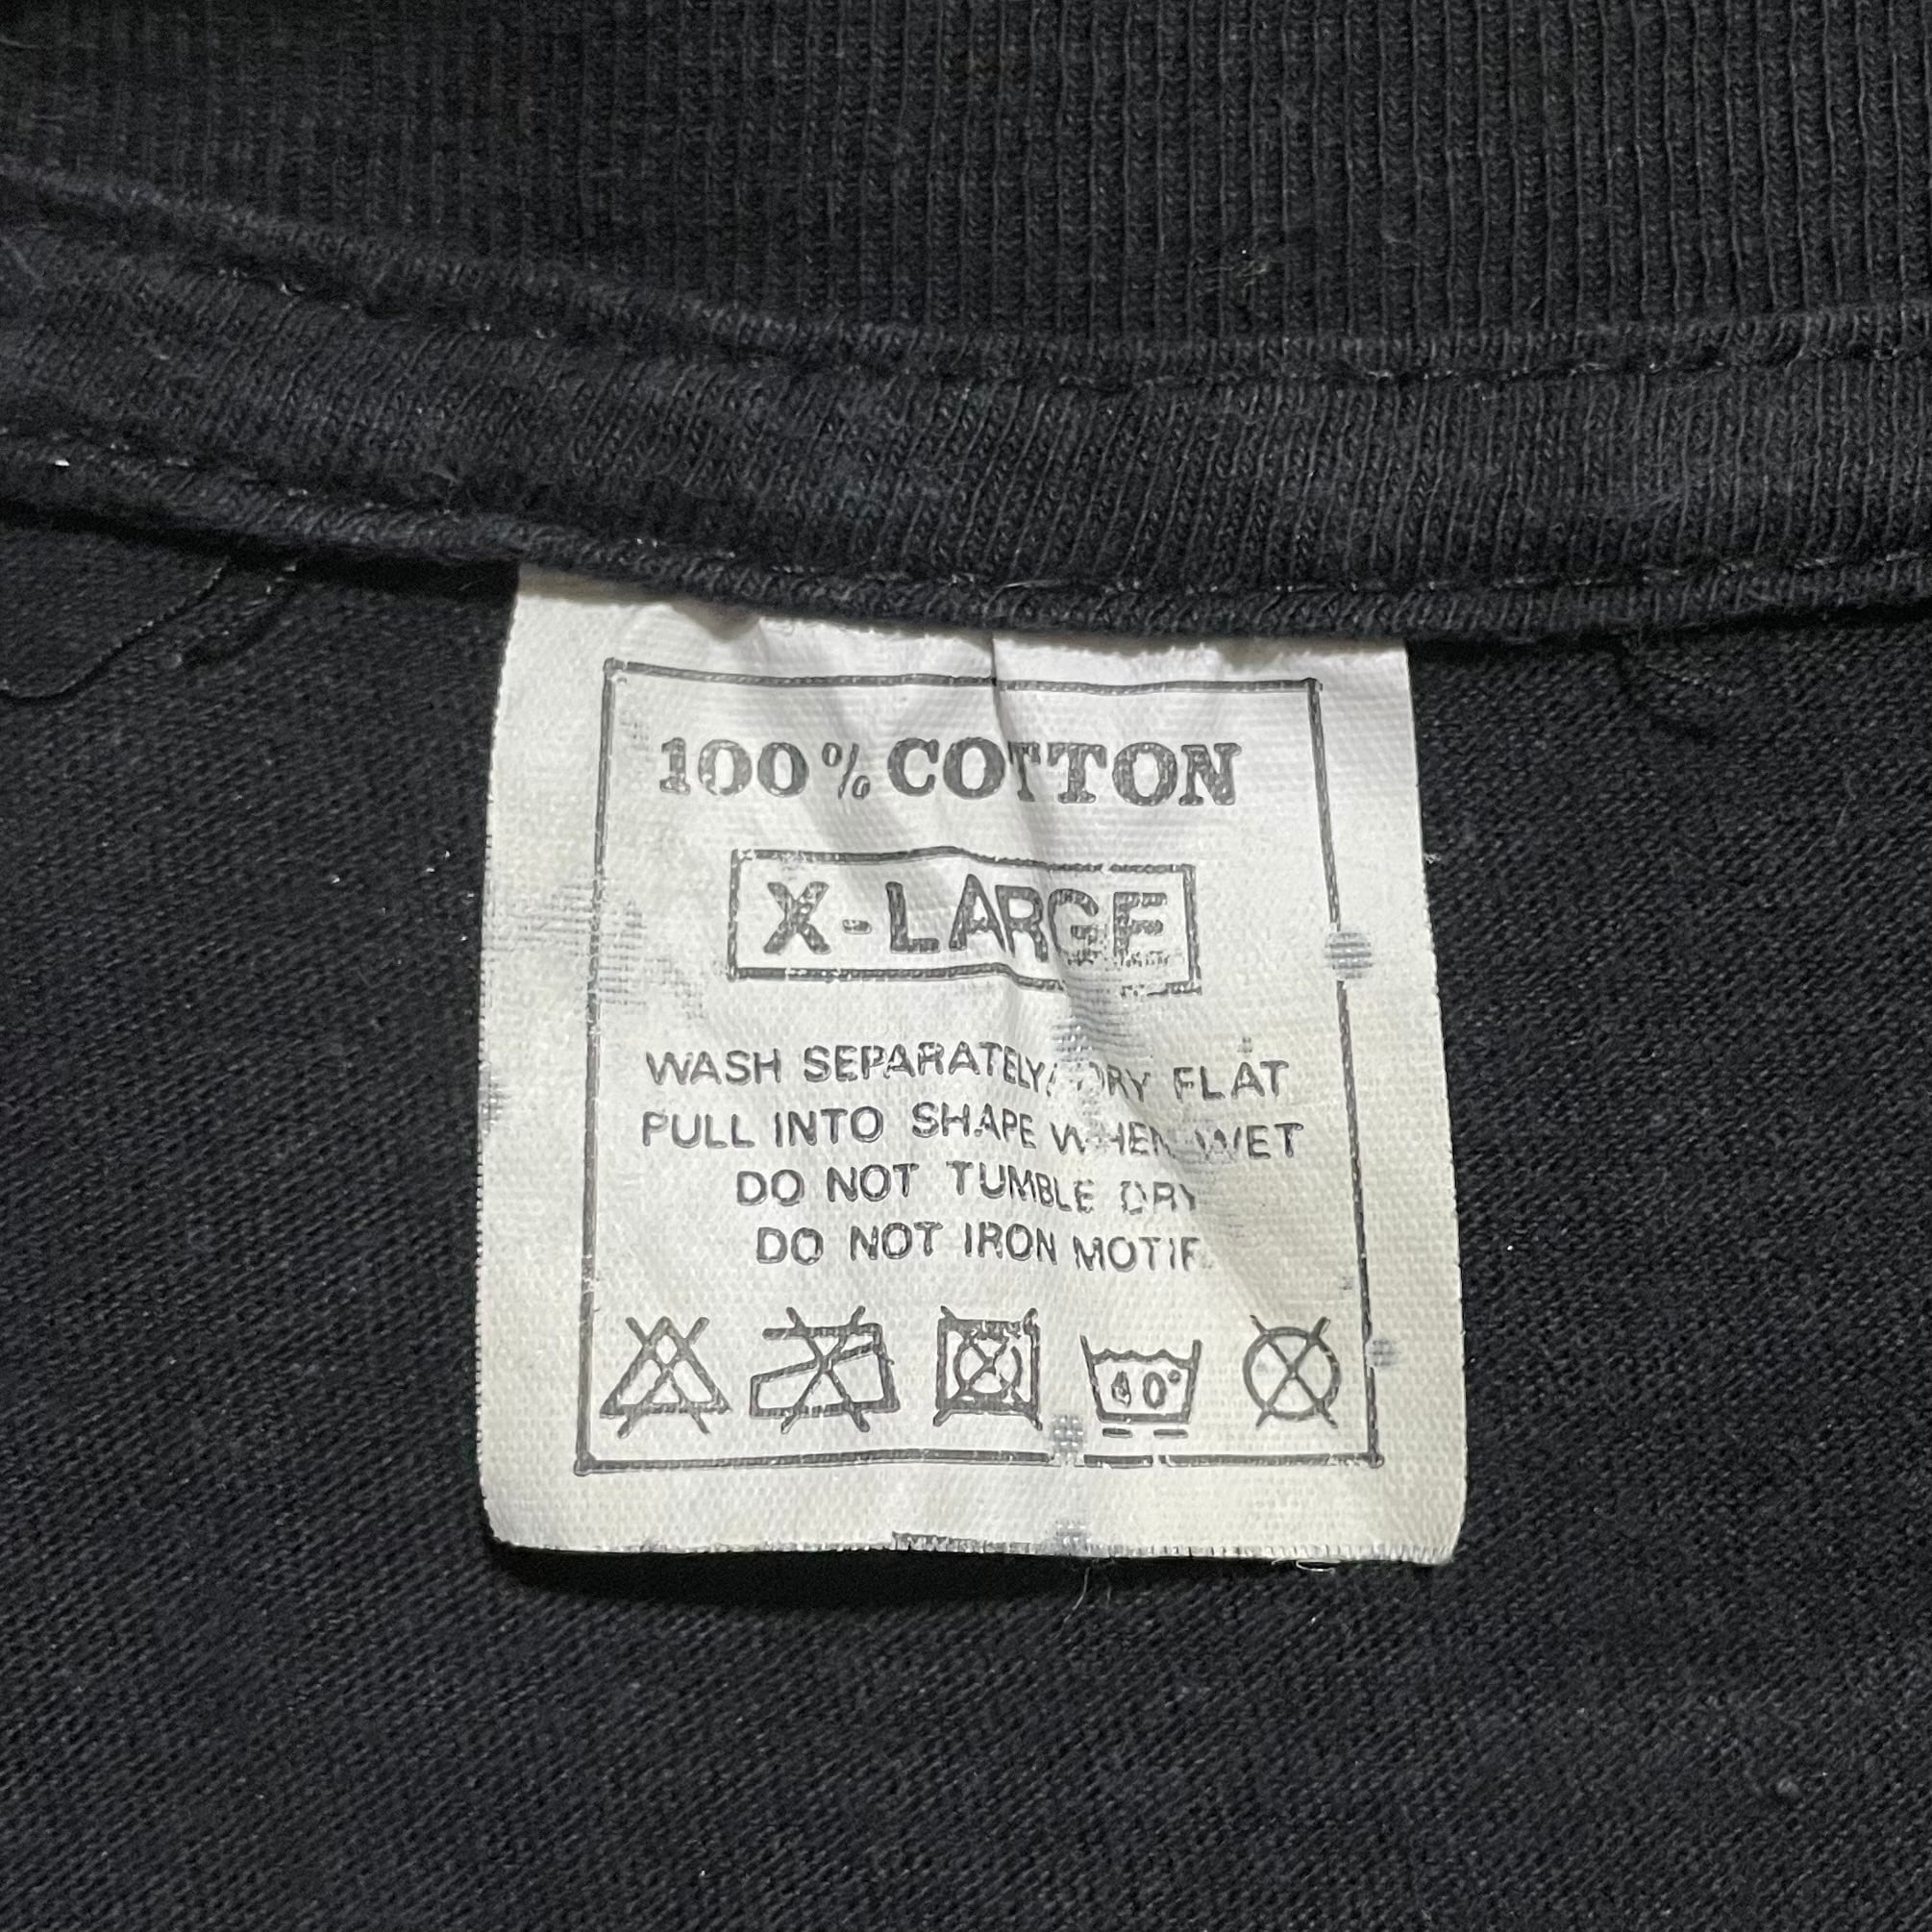 100% COTTON
X-LARGE
WASH SEPARATELY/DRY FLAT
PULL INTO SHAPE WHEN WET
DO NOT TUMBLE DRY
DO NOT IRON MOTIF
40°